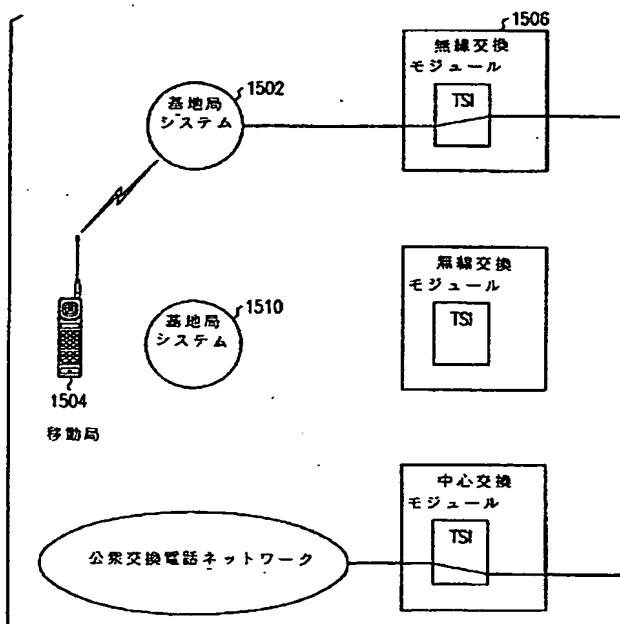 1506
無線交換
モジュール
TSI
1502
基地局
システム
無線交換
モジュール
TSI
1510
基地局
システム
1504
移動局
中心交換
モジュール
TSI
公衆交換電話ネットワーク